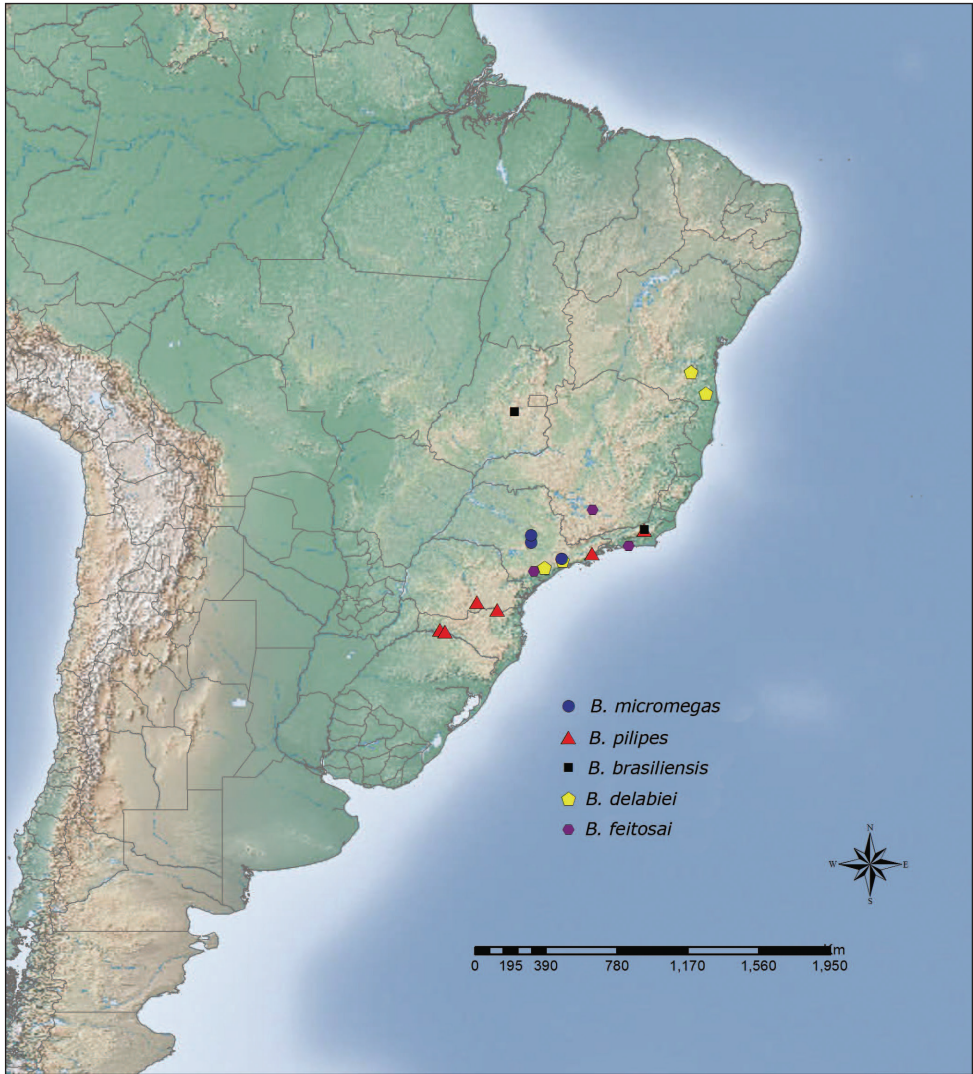 B. micromegas
B. pilipes
B. brasiliensis
B. delabiei
B. feitosai
N
W E
S
Km
0 195 390 780 1,170 1,560 1,950